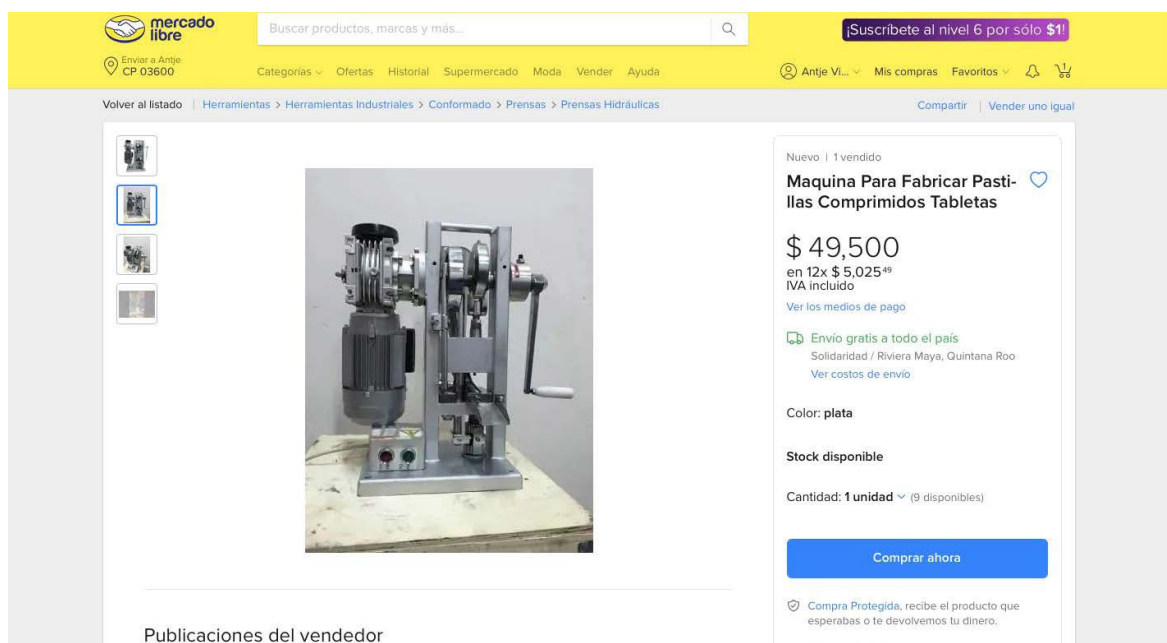 mercado
libre
Buscar productos, marcas y más...
¡Suscríbete al nivel 6 por sólo $1!
Enviar a Antje
CP 03600
Categorías Ofertas Historial Supermercado Moda Vender Ayuda
Antje Vi... Mis compras Favoritos 1
Volver al listado | Herramientas > Herramientas Industriales > Conformado > Prensas > Prensas Hidráulicas
Compartir | Vender uno igual
Nuevo | 1 vendido
Maquina Para Fabricar Pasti-
llas Comprimidos Tabletas
$ 49,500
en 12x $ 5,025 49
IVA incluido
Ver los medios de pago
Envío gratis a todo el país
Solidaridad / Riviera Maya, Quintana Roo
Ver costos de envío
Color: plata
Stock disponible
Cantidad: 1 unidad (9 disponibles)
Comprar ahora
Compra Protegida, recibe el producto que
esperabas o te devolvemos tu dinero.
Publicaciones del vendedor